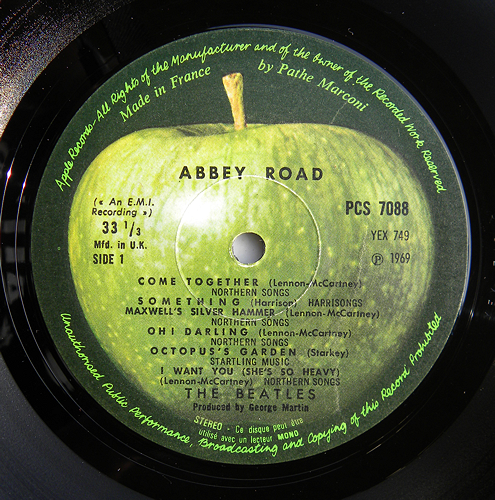 Apple Records - All Rights of the Manufacturer and of the Owner of the Recorded Work Reserved
Made in France by Pathe Marconi
ABBEY ROAD
(« An E.M.I.
Recording »)
33 1/3
Mfd. in U.K.
SIDE 1
PCS 7088
YEX 749
Ⓟ 1969
COME TOGETHER (Lennon-McCartney)
NORTHERN SONGS
SOMETHING (Harrison) HARRISONGS
MAXWELL'S SILVER HAMMER (Lennon-McCartney)
NORTHERN SONGS
OH! DARLING (Lennon-McCartney)
NORTHERN SONGS
OCTOPUS'S GARDEN (Starkey)
STARTLING MUSIC
I WANT YOU (SHE'S SO HEAVY)
(Lennon-McCartney) NORTHERN SONGS
THE BEATLES
Produced by George Martin
STEREO - Ce disque peut être
utilisé avec un lecteur MONO
Unauthorised Public Performance, Broadcasting and Copying of this Record Prohibited